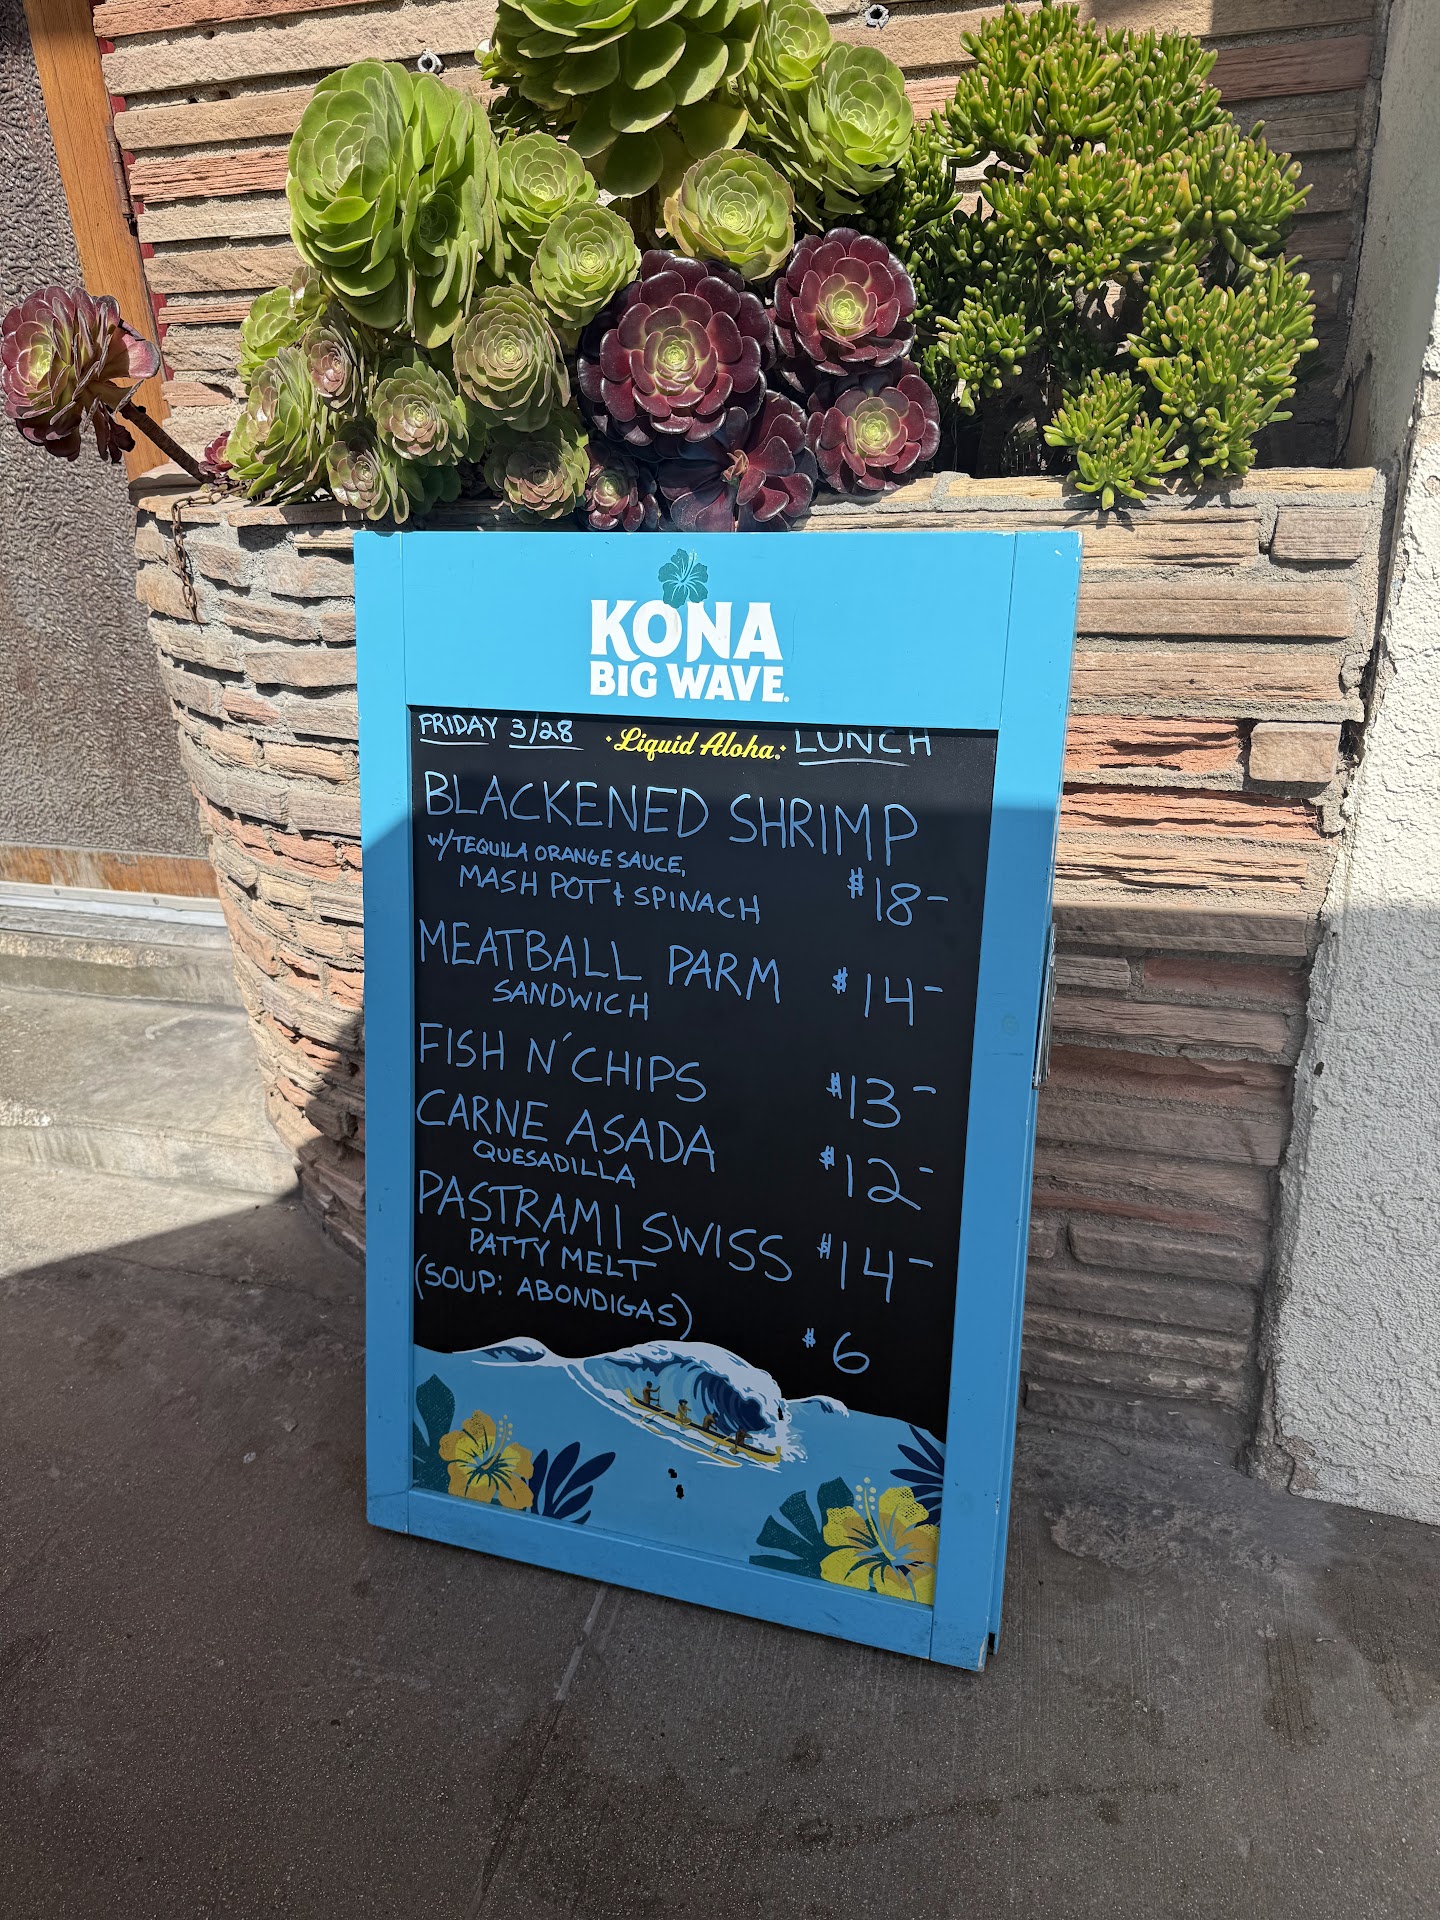 KONA
BIG WAVE.
FRIDAY 3/28 ·Liquid Aloha.· LUNCH
BLACKENED SHRIMP
W/TEQUILA ORANGE SAUCE,
MASH POT & SPINACH $18-
MEATBALL PARM $14-
SANDWICH
FISH N' CHIPS $13-
CARNE ASADA $12-
QUESADILLA
PASTRAMI SWISS $14-
PATTY MELT
(SOUP: ABONDIGAS) $6